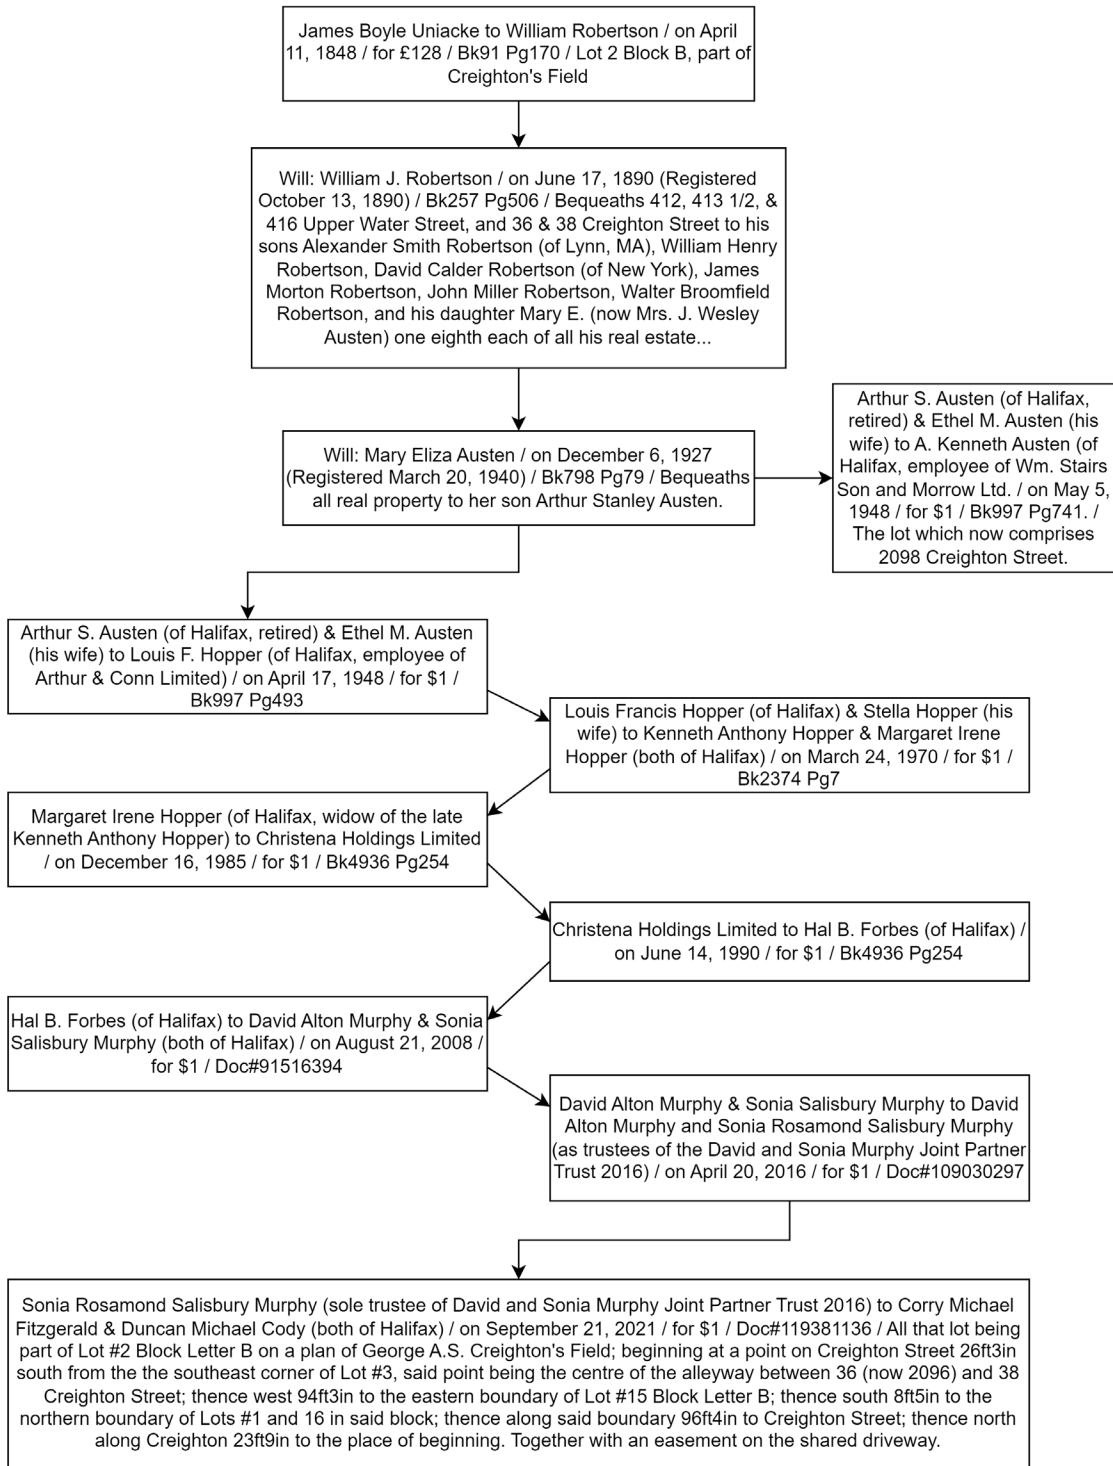 James Boyle Uniacke to William Robertson / on April
11, 1848 / for £128 / Bk91 Pg170 / Lot 2 Block B, part of
Creighton's Field
Will: William J. Robertson / on June 17, 1890 (Registered
October 13, 1890) / Bk257 Pg506 / Bequeaths 412, 413 1/2, &
416 Upper Water Street, and 36 & 38 Creighton Street to his
sons Alexander Smith Robertson (of Lynn, MA), William Henry
Robertson, David Calder Robertson (of New York), James
Morton Robertson, John Miller Robertson, Walter Broomfield
Robertson, and his daughter Mary E. (now Mrs. J. Wesley
Austen) one eighth each of all his real estate...
Will: Mary Eliza Austen / on December 6, 1927
(Registered March 20, 1940) / Bk798 Pg79 / Bequeaths
all real property to her son Arthur Stanley Austen.
Arthur S. Austen (of Halifax,
retired) & Ethel M. Austen (his
wife) to A. Kenneth Austen (of
Halifax, employee of Wm. Stairs
Son and Morrow Ltd. / on May 5,
1948 / for $1 / Bk997 Pg741. /
The lot which now comprises
2098 Creighton Street.
Arthur S. Austen (of Halifax, retired) & Ethel M. Austen
(his wife) to Louis F. Hopper (of Halifax, employee of
Arthur & Conn Limited) / on April 17, 1948 / for $1 /
Bk997 Pg493
Louis Francis Hopper (of Halifax) & Stella Hopper (his
wife) to Kenneth Anthony Hopper & Margaret Irene
Hopper (both of Halifax) / on March 24, 1970 / for $1 /
Bk2374 Pg7
Margaret Irene Hopper (of Halifax, widow of the late
Kenneth Anthony Hopper) to Christena Holdings Limited
/ on December 16, 1985 / for $1 / Bk4936 Pg254
Christena Holdings Limited to Hal B. Forbes (of Halifax) /
on June 14, 1990 / for $1 / Bk4936 Pg254
Hal B. Forbes (of Halifax) to David Alton Murphy & Sonia
Salisbury Murphy (both of Halifax) / on August 21, 2008 /
for $1 / Doc#91516394
David Alton Murphy & Sonia Salisbury Murphy to David
Alton Murphy and Sonia Rosamond Salisbury Murphy
(as trustees of the David and Sonia Murphy Joint Partner
Trust 2016) / on April 20, 2016 / for $1 / Doc#109030297
Sonia Rosamond Salisbury Murphy (sole trustee of David and Sonia Murphy Joint Partner Trust 2016) to Corry Michael
Fitzgerald & Duncan Michael Cody (both of Halifax) / on September 21, 2021 / for $1 / Doc#119381136 / All that lot being
part of Lot #2 Block Letter B on a plan of George A.S. Creighton's Field; beginning at a point on Creighton Street 26ft3in
south from the the southeast corner of Lot #3, said point being the centre of the alleyway between 36 (now 2096) and 38
Creighton Street; thence west 94ft3in to the eastern boundary of Lot #15 Block Letter B; thence south 8ft5in to the
northern boundary of Lots #1 and 16 in said block; thence along said boundary 96ft4in to Creighton Street; thence north
along Creighton 23ft9in to the place of beginning. Together with an easement on the shared driveway.